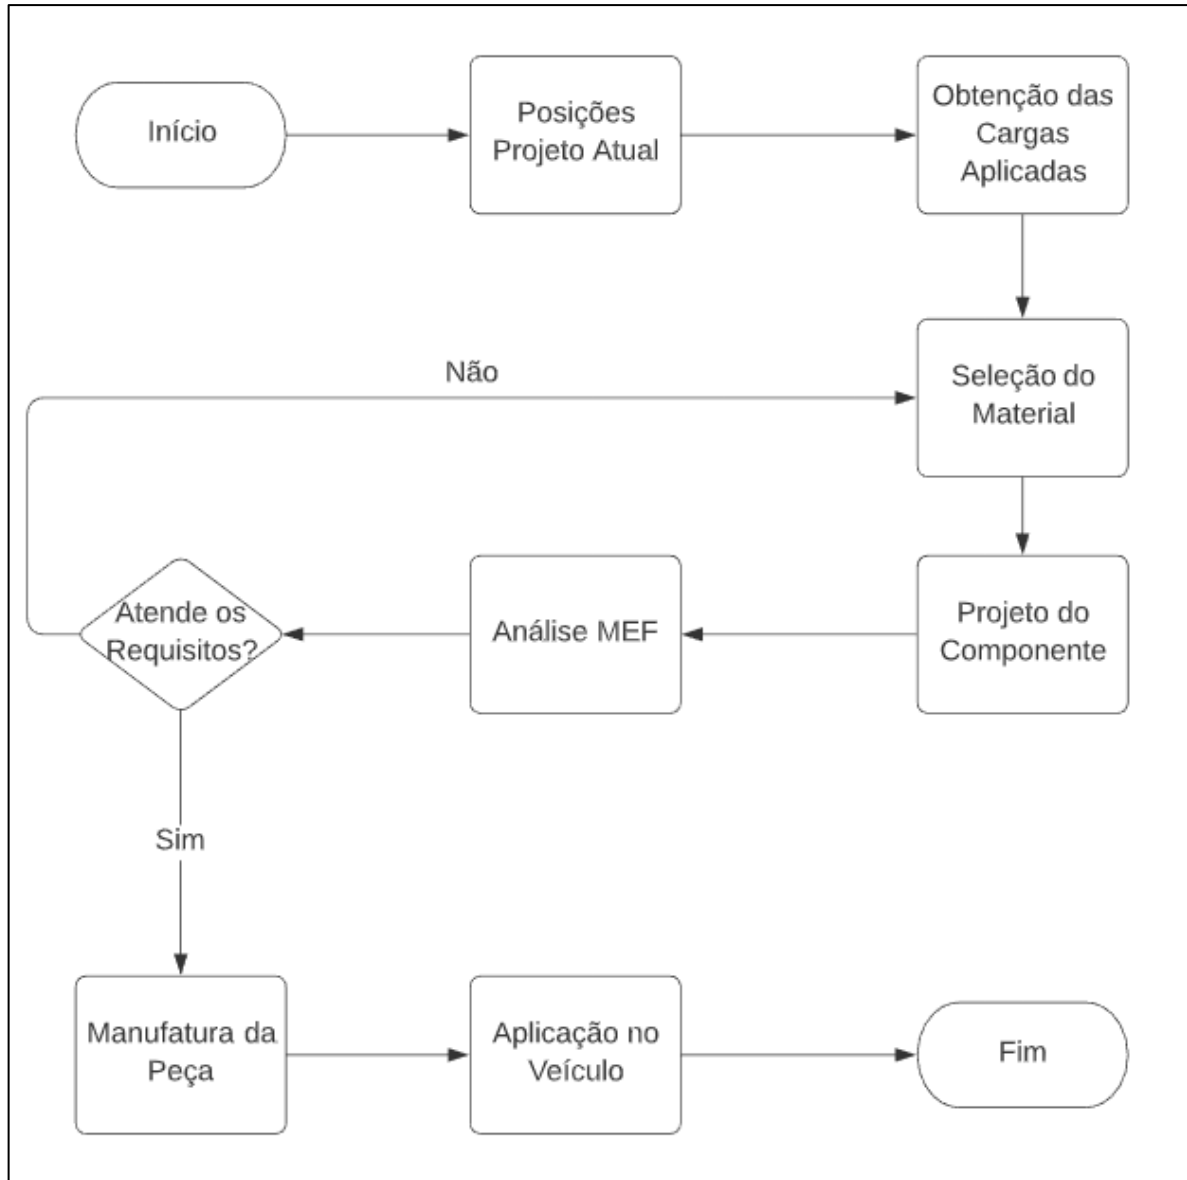 Início
Posições
Projeto Atual
Obtenção das
Cargas
Aplicadas
Não
Seleção do
Material
Atende os
Requisitos?
Análise MEF
Projeto do
Componente
Sim
Manufatura da
Peça
Aplicação no
Veículo
Fim